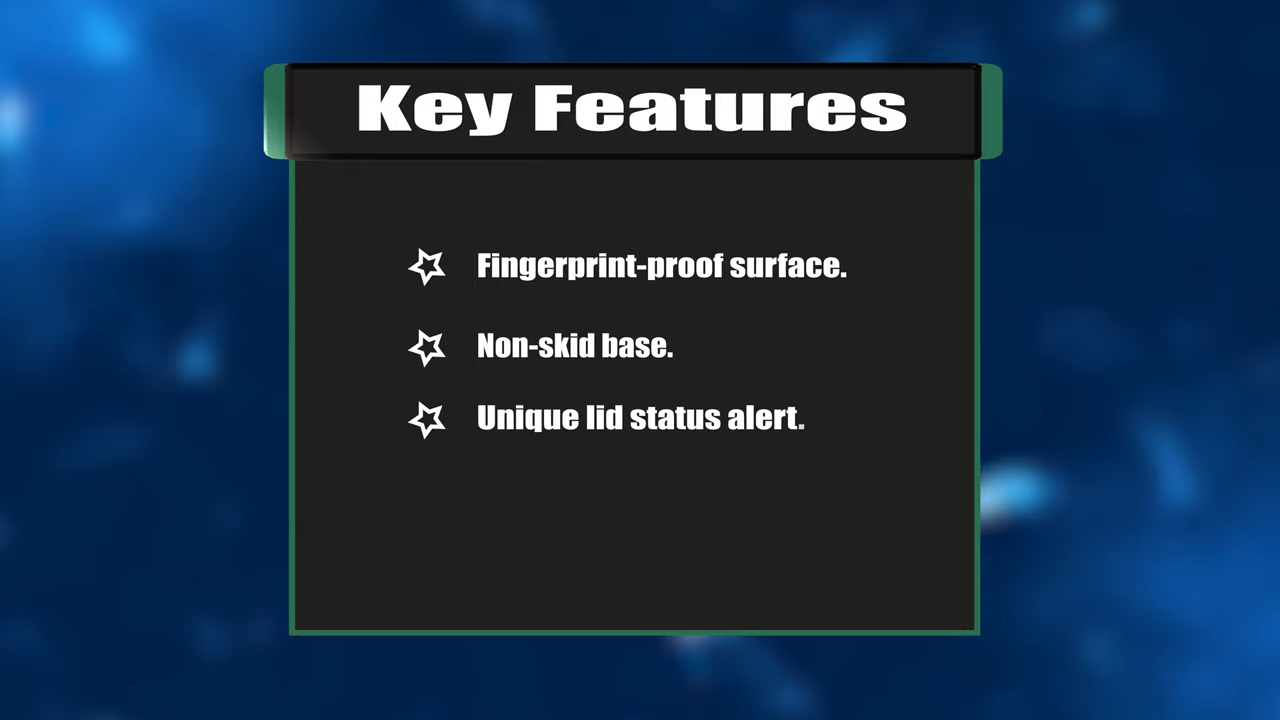 Key Features
Fingerprint-proof surface.
Non-skid base.
Unique lid status alert.